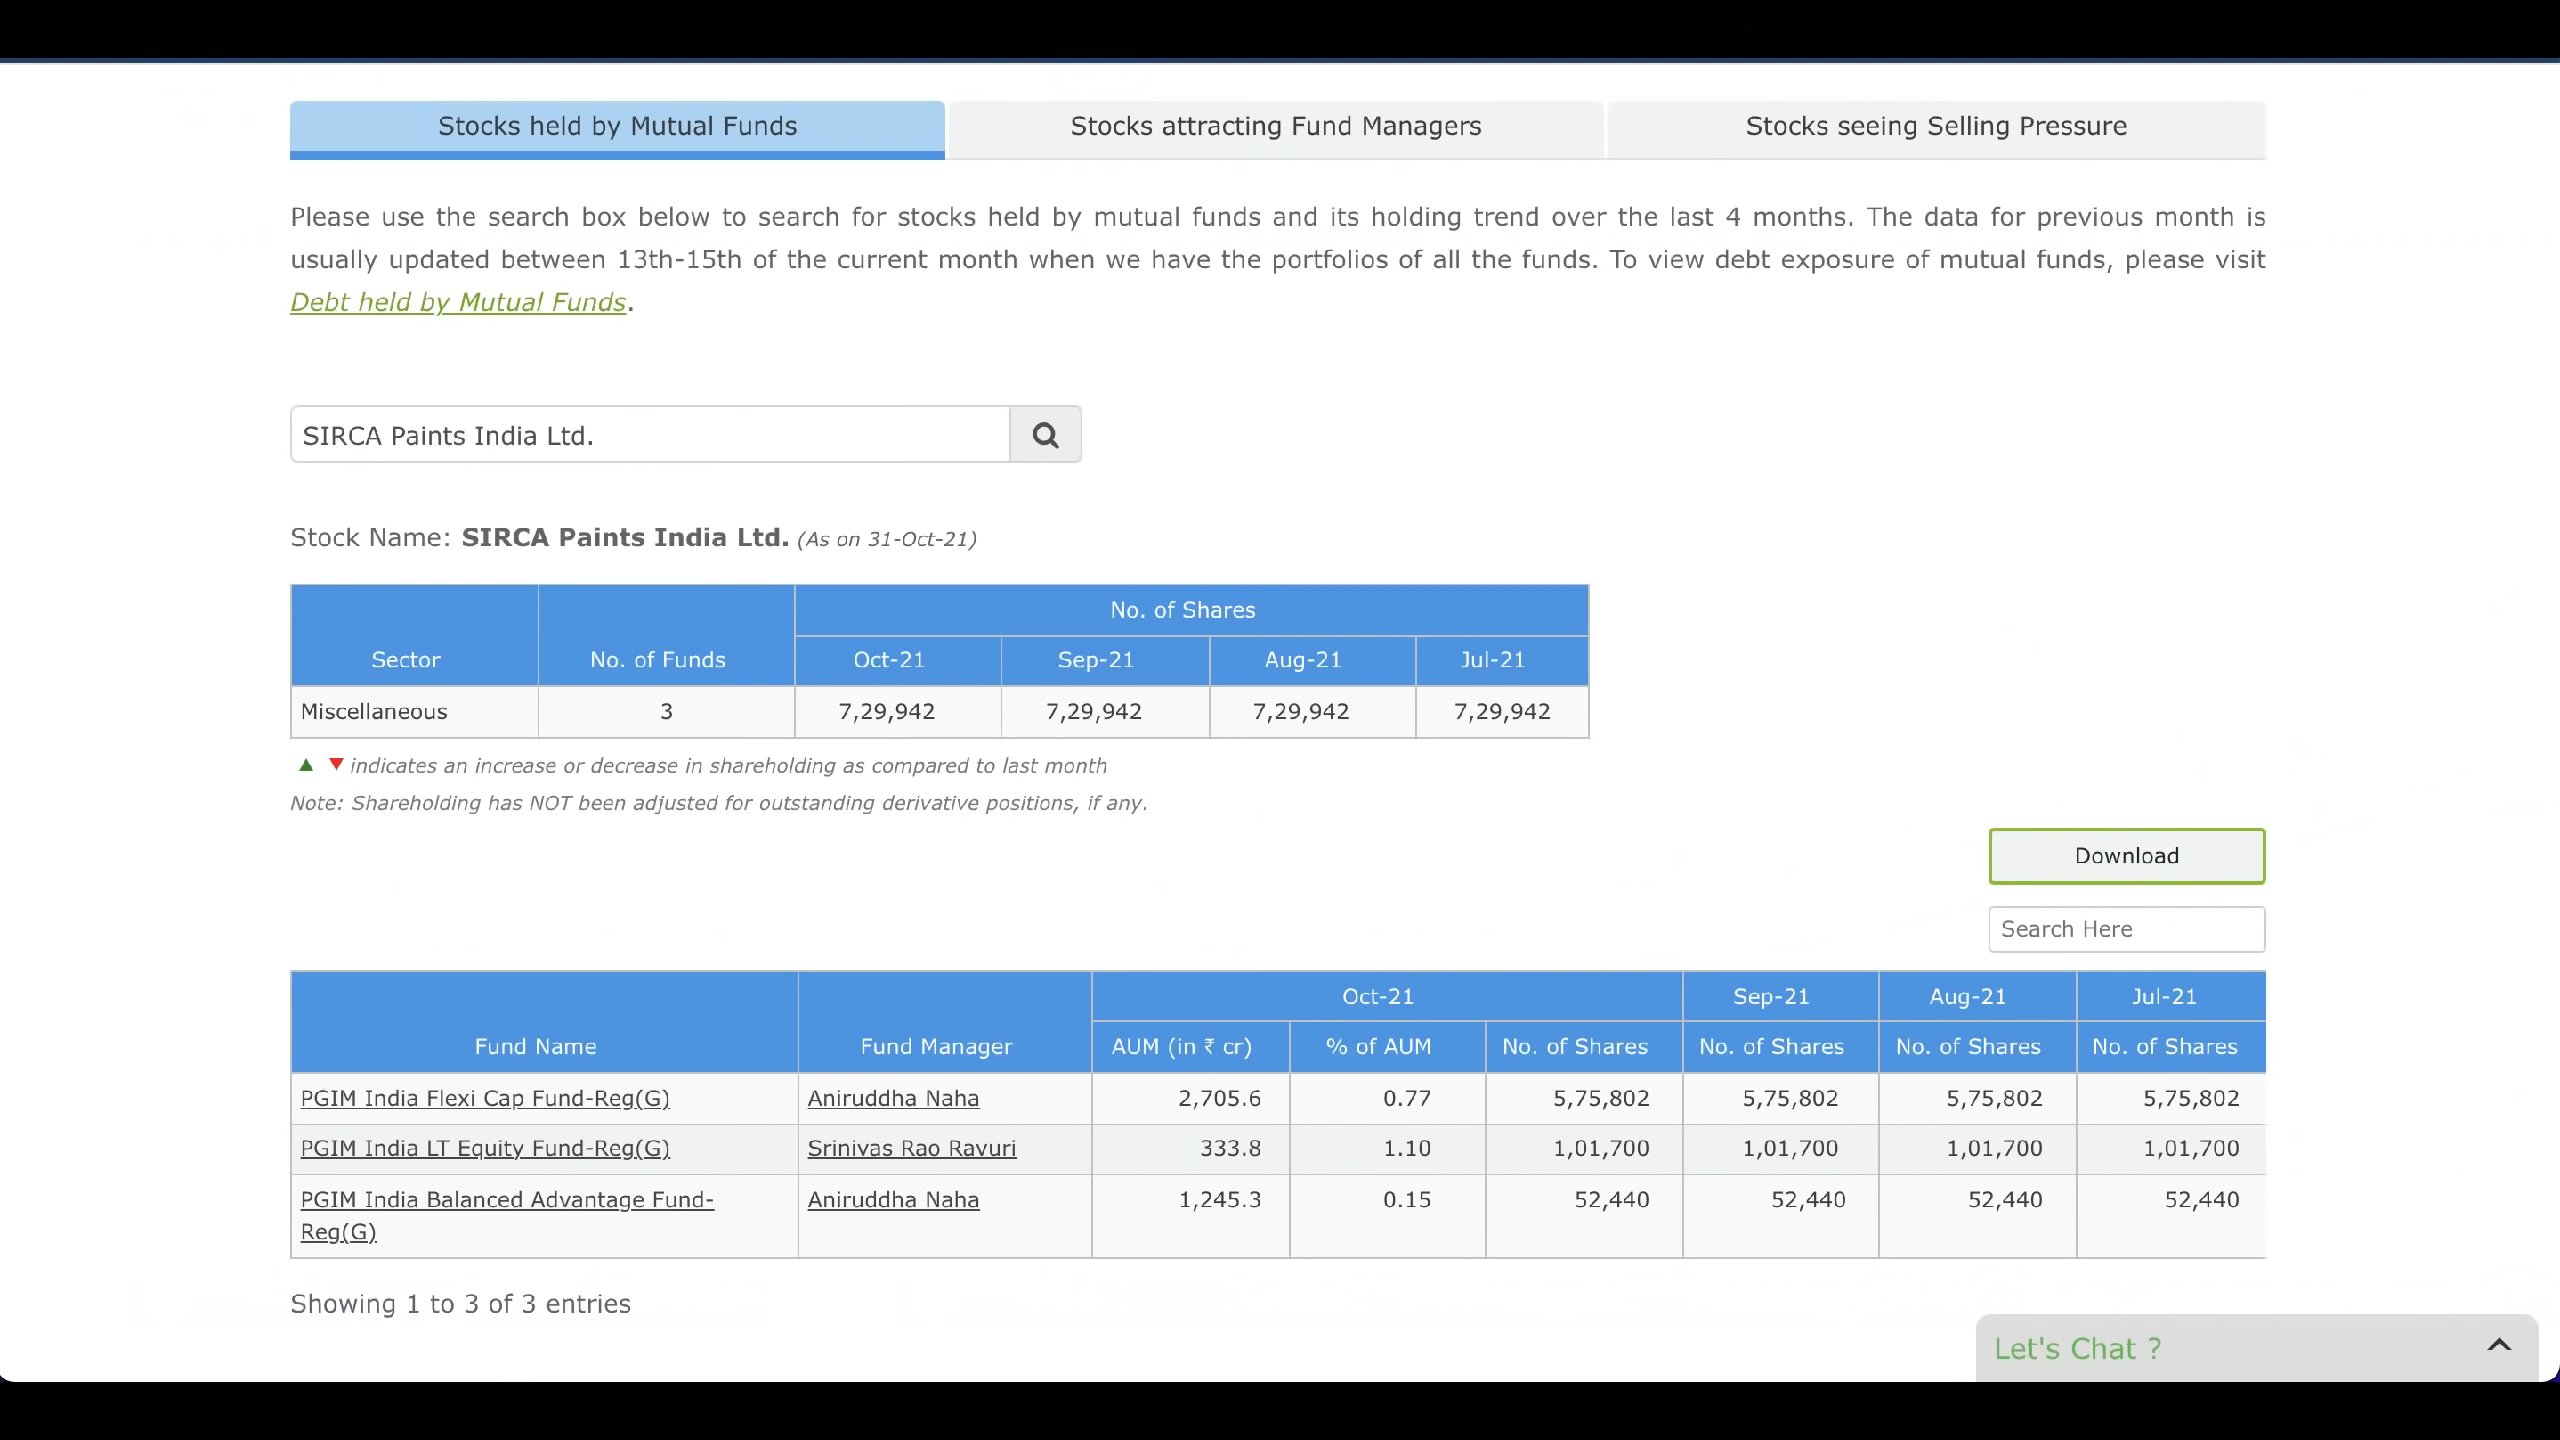 Stocks held by Mutual Funds
Stocks attracting Fund Managers
Stocks seeing Selling Pressure
Please use the search box below to search for stocks held by mutual funds and its holding trend over the last 4 months. The data for previous month is
usually updated between 13th-15th of the current month when we have the portfolios of all the funds. To view debt exposure of mutual funds, please visit
Debt held by Mutual Funds.
SIRCA Paints India Ltd.
Stock Name: SIRCA Paints India Ltd. (As on 31-Oct-21)
No. of Shares
Sector No. of Funds Oct-21 Sep-21 Aug-21 Jul-21
Miscellaneous 3 7,29,942 7,29,942 7,29,942 7,29,942
▲ ▼ indicates an increase or decrease in shareholding as compared to last month
Note: Shareholding has NOT been adjusted for outstanding derivative positions, if any.
Download
Search Here
Oct-21 Sep-21 Aug-21 Jul-21
Fund Name Fund Manager AUM (in ₹ cr) % of AUM No. of Shares No. of Shares No. of Shares No. of Shares
PGIM India Flexi Cap Fund-Reg(G) Aniruddha Naha 2,705.6 0.77 5,75,802 5,75,802 5,75,802 5,75,802
PGIM India LT Equity Fund-Reg(G) Srinivas Rao Ravuri 333.8 1.10 1,01,700 1,01,700 1,01,700 1,01,700
PGIM India Balanced Advantage Fund- Aniruddha Naha 1,245.3 0.15 52,440 52,440 52,440 52,440
Reg(G)
Showing 1 to 3 of 3 entries
Let's Chat ?